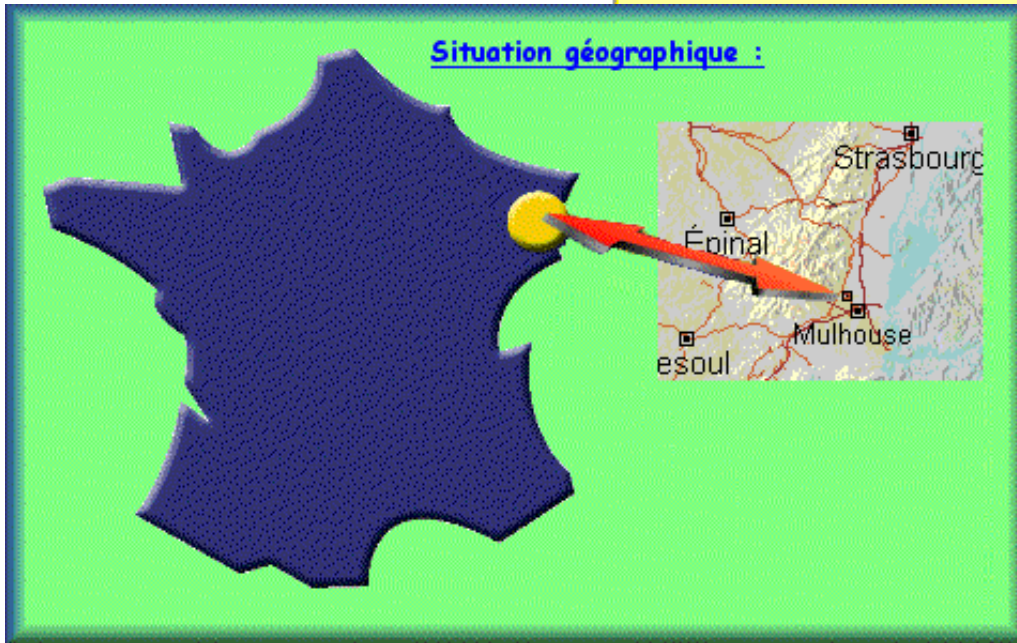 Situation géographique :
Strasbourg
Épinal
Mulhouse
esoul